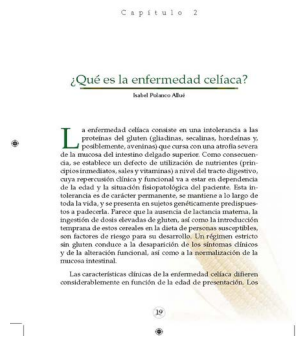 Capítulo 2
¿Qué es la enfermedad celíaca?
Isabel Polanco Allué
La enfermedad celíaca consiste en una intolerancia a las
proteínas del gluten (gliadinas, secalinas, hordeínas y,
posiblemente, aveninas) que cursa con una atrofia severa
de la mucosa del intestino delgado superior. Como consecuen-
cia, se establece un defecto de utilización de nutrientes (prin-
cipios inmediatos, sales y vitaminas) a nivel del tracto digestivo,
cuya repercusión clínica y funcional va a estar en dependencia
de la edad y la situación fisiopatológica del paciente. Esta in-
tolerancia es de carácter permanente, se mantiene a lo largo de
toda la vida, y se presenta en sujetos genéticamente predispues-
tos a padecerla. Parece que la ausencia de lactancia materna, la
ingestión de dosis elevadas de gluten, así como la introducción
temprana de estos cereales en la dieta de personas susceptibles,
son factores de riesgo para su desarrollo. Un régimen estricto
sin gluten conduce a la desaparición de los síntomas clínicos
y de la alteración funcional, así como a la normalización de la
mucosa intestinal.
Las características clínicas de la enfermedad celíaca difieren
considerablemente en función de la edad de presentación. Los
19